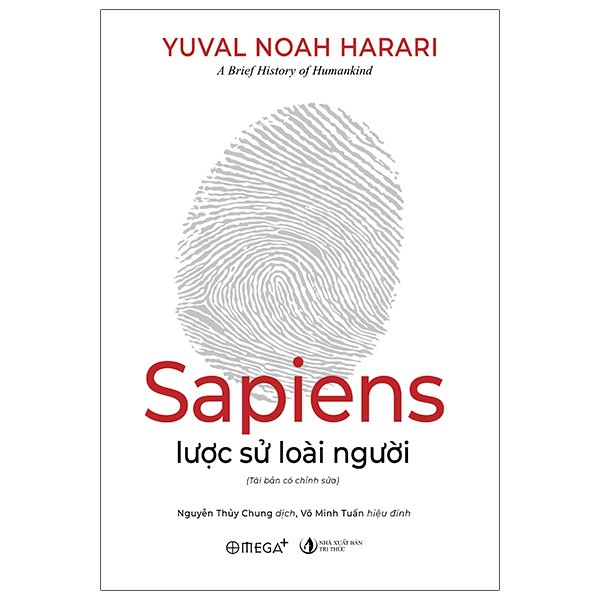 YUVAL NOAH HARARI
A Brief History of Humankind
Sapiens
lược sử loài người
(Tái bản có chỉnh sửa)
Nguyễn Thủy Chung dịch, Võ Minh Tuấn hiệu đính
OMEGA+
NHÀ XUẤT BẢN
TRI THỨC